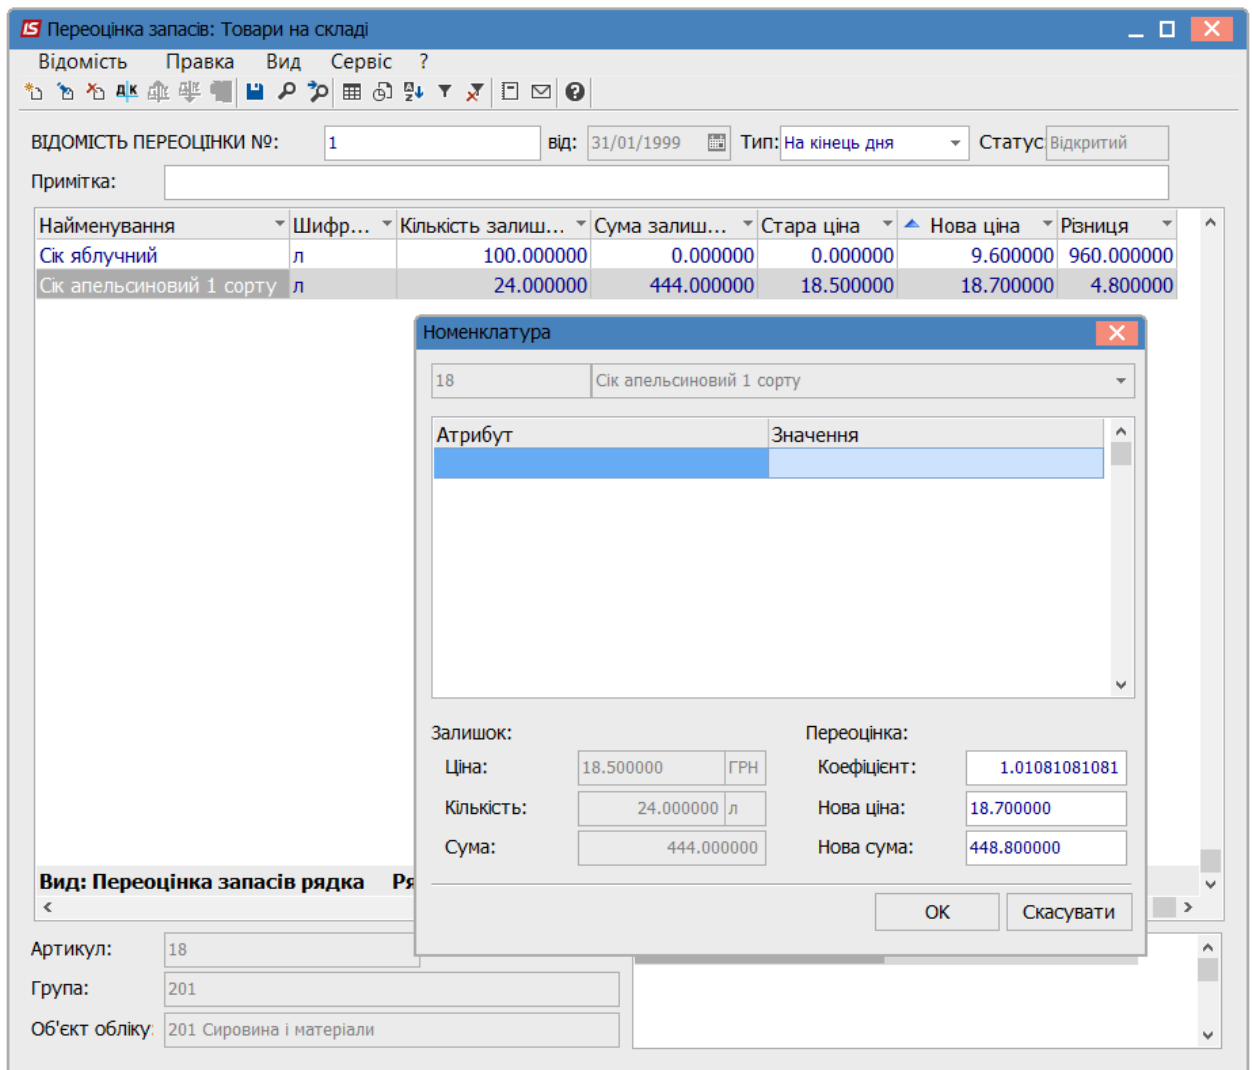 Переоцінка запасів: Товари на складі
Відомість Правка Вид Сервіс ?
ВІДОМІСТЬ ПЕРЕОЦІНКИ №: 1 від: 31/01/1999 Тип: На кінець дня Статус Відкритий
Примітка:
Найменування Шифр... Кількість залиш... Сума залиш... Стара ціна Нова ціна Різниця
Сік яблучний л 100.000000 0.000000 0.000000 9.600000 960.000000
Сік апельсиновий 1 сорту л 24.000000 444.000000 18.500000 18.700000 4.800000
Номенклатура
18 Сік апельсиновий 1 сорту
Атрибут Значення
Залишок: Переоцінка:
Ціна: 18.500000 ГРН Коефіцієнт: 1.01081081081
Кількість: 24.000000 л Нова ціна: 18.700000
Сума: 444.000000 Нова сума: 448.800000
Вид: Переоцінка запасів рядка Ря
ОК Скасувати
Артикул: 18
Група: 201
Об'єкт обліку: 201 Сировина і матеріали